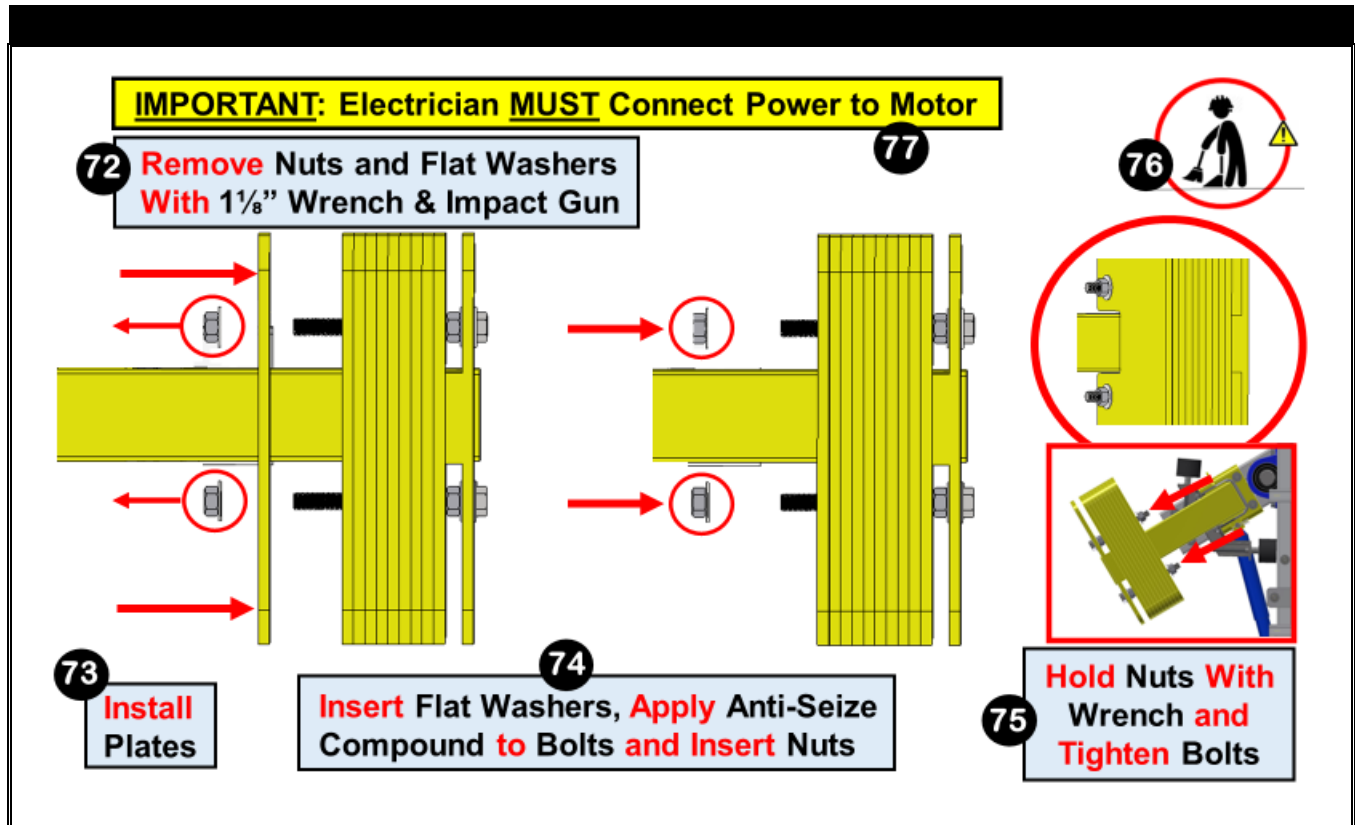 IMPORTANT: Electrician MUST Connect Power to Motor
77
72
Remove Nuts and Flat Washers
With 1⅛” Wrench & Impact Gun
76
73
Install
Plates
74
Insert Flat Washers, Apply Anti-Seize
Compound to Bolts and Insert Nuts
75
Hold Nuts With
Wrench and
Tighten Bolts